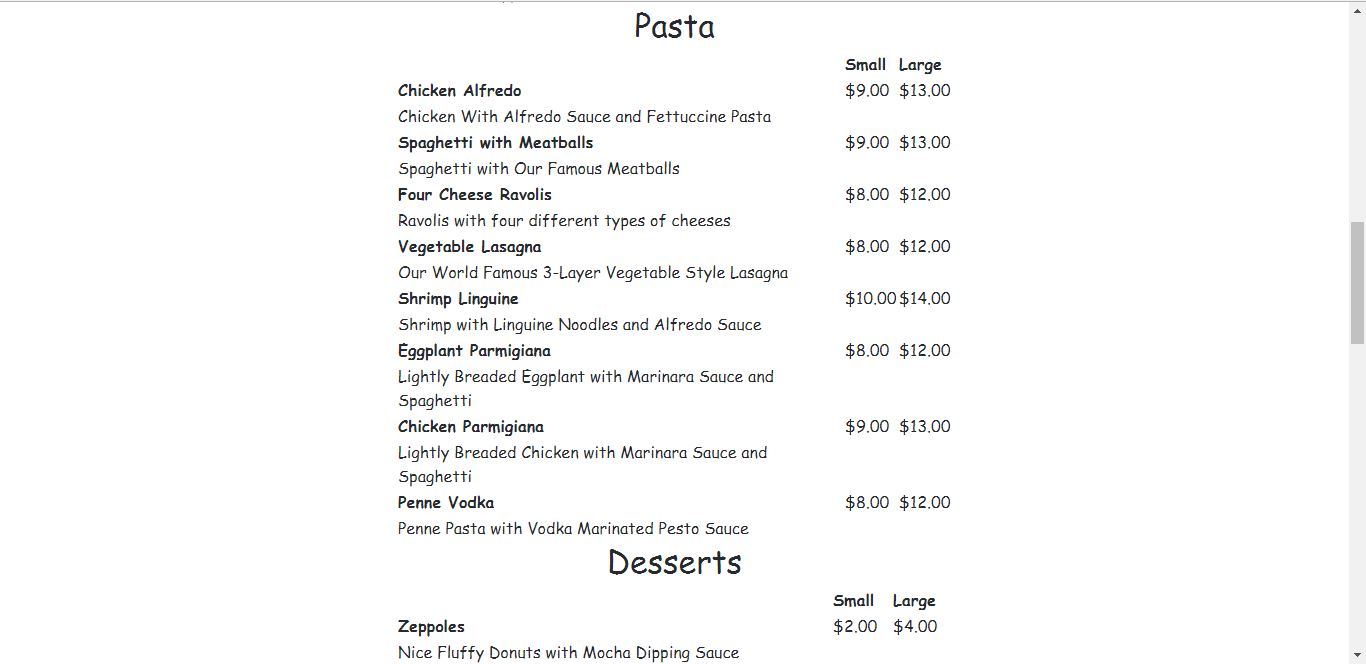 Pasta
Small Large
Chicken Alfredo $9.00 $13.00
Chicken With Alfredo Sauce and Fettuccine Pasta
Spaghetti with Meatballs $9.00 $13.00
Spaghetti with Our Famous Meatballs
Four Cheese Ravolis $8.00 $12.00
Ravolis with four different types of cheeses
Vegetable Lasagna $8.00 $12.00
Our World Famous 3-Layer Vegetable Style Lasagna
Shrimp Linguine $10.00 $14.00
Shrimp with Linguine Noodles and Alfredo Sauce
Eggplant Parmigiana $8.00 $12.00
Lightly Breaded Eggplant with Marinara Sauce and
Spaghetti
Chicken Parmigiana $9.00 $13.00
Lightly Breaded Chicken with Marinara Sauce and
Spaghetti
Penne Vodka $8.00 $12.00
Penne Pasta with Vodka Marinated Pesto Sauce
Desserts
Small Large
Zeppoles $2.00 $4.00
Nice Fluffy Donuts with Mocha Dipping Sauce